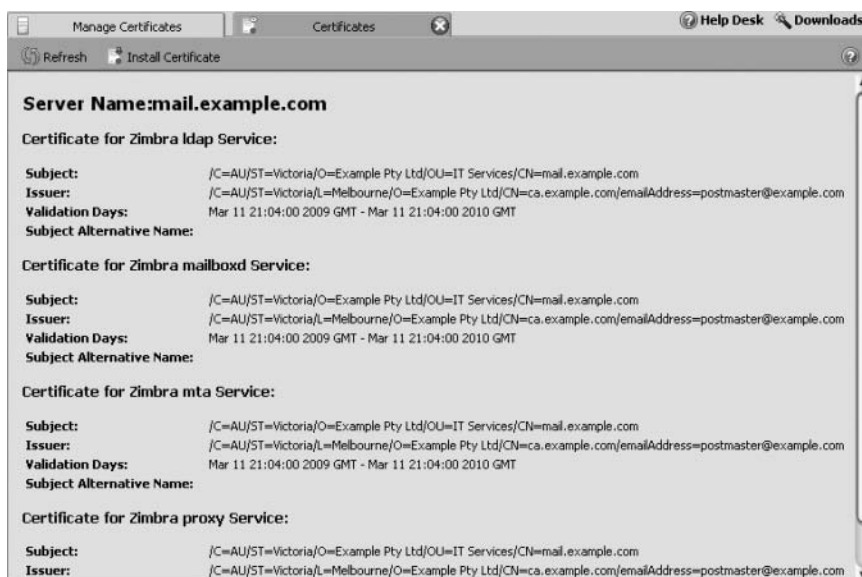 Manage Certificates Certificates Help Desk Downloads
Refresh Install Certificate
Server Name:mail.example.com
Certificate for Zimbra ldap Service:
Subject: /C=AU/ST=Victoria/O=Example Pty Ltd/OU=IT Services/CN=mail.example.com
Issuer: /C=AU/ST=Victoria/L=Melbourne/O=Example Pty Ltd/CN=ca.example.com/emailAddress=postmaster@example.com
Validation Days: Mar 11 21:04:00 2009 GMT - Mar 11 21:04:00 2010 GMT
Subject Alternative Name:
Certificate for Zimbra mailboxd Service:
Subject: /C=AU/ST=Victoria/O=Example Pty Ltd/OU=IT Services/CN=mail.example.com
Issuer: /C=AU/ST=Victoria/L=Melbourne/O=Example Pty Ltd/CN=ca.example.com/emailAddress=postmaster@example.com
Validation Days: Mar 11 21:04:00 2009 GMT - Mar 11 21:04:00 2010 GMT
Subject Alternative Name:
Certificate for Zimbra mta Service:
Subject: /C=AU/ST=Victoria/O=Example Pty Ltd/OU=IT Services/CN=mail.example.com
Issuer: /C=AU/ST=Victoria/L=Melbourne/O=Example Pty Ltd/CN=ca.example.com/emailAddress=postmaster@example.com
Validation Days: Mar 11 21:04:00 2009 GMT - Mar 11 21:04:00 2010 GMT
Subject Alternative Name:
Certificate for Zimbra proxy Service:
Subject: /C=AU/ST=Victoria/O=Example Pty Ltd/OU=IT Services/CN=mail.example.com
Issuer: /C=AU/ST=Victoria/L=Melbourne/O=Example Pty Ltd/CN=ca.example.com/emailAddress=postmaster@example.com